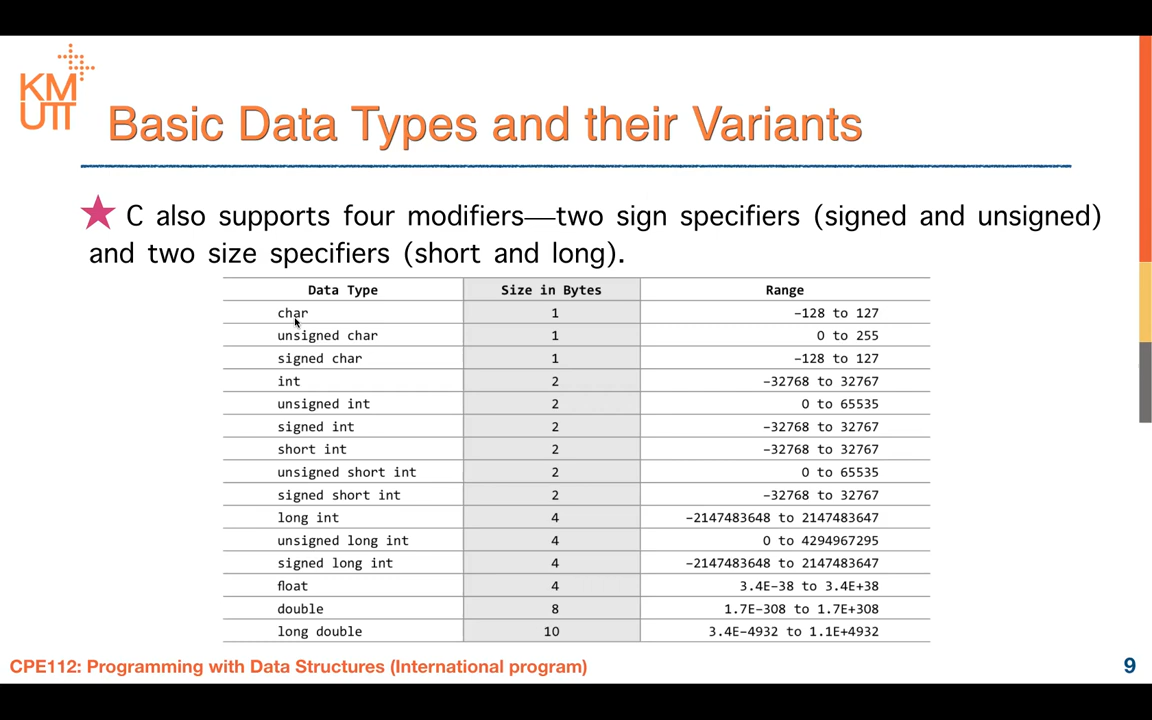 KM
UTT
Basic Data Types and their Variants
★ C also supports four modifiers—two sign specifiers (signed and unsigned)
and two size specifiers (short and long).
Data Type Size in Bytes Range
char 1 −128 to 127
unsigned char 1 0 to 255
signed char 1 −128 to 127
int 2 −32768 to 32767
unsigned int 2 0 to 65535
signed int 2 −32768 to 32767
short int 2 −32768 to 32767
unsigned short int 2 0 to 65535
signed short int 2 −32768 to 32767
long int 4 −2147483648 to 2147483647
unsigned long int 4 0 to 4294967295
signed long int 4 −2147483648 to 2147483647
float 4 3.4E−38 to 3.4E+38
double 8 1.7E−308 to 1.7E+308
long double 10 3.4E−4932 to 1.1E+4932
CPE112: Programming with Data Structures (International program) 9